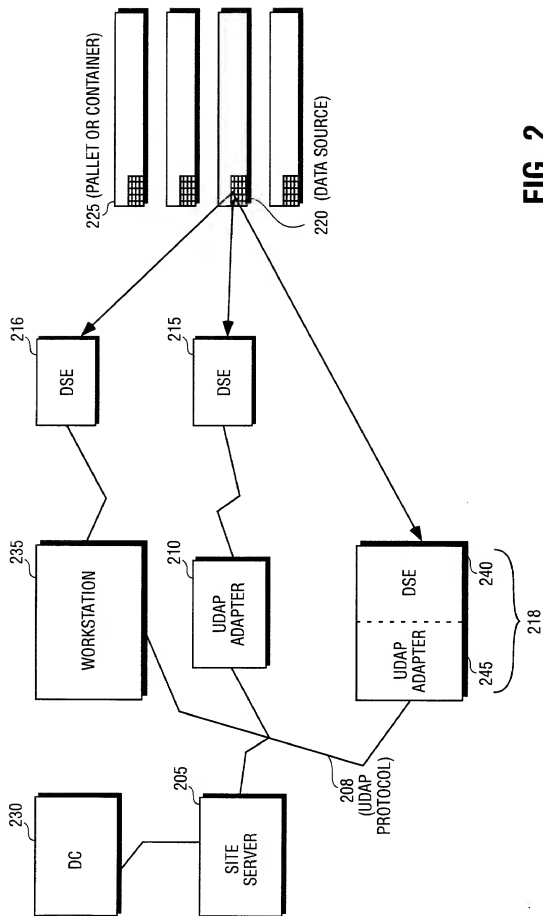 225 (PALLET OR CONTAINER)
220 (DATA SOURCE)
216
DSE
215
DSE
235
WORKSTATION
210
UDAP
ADAPTER
240
DSE
UDAP
ADAPTER
245
218
230
DC
205
SITE
SERVER
208
(UDAP
PROTOCOL)
FIG. 2